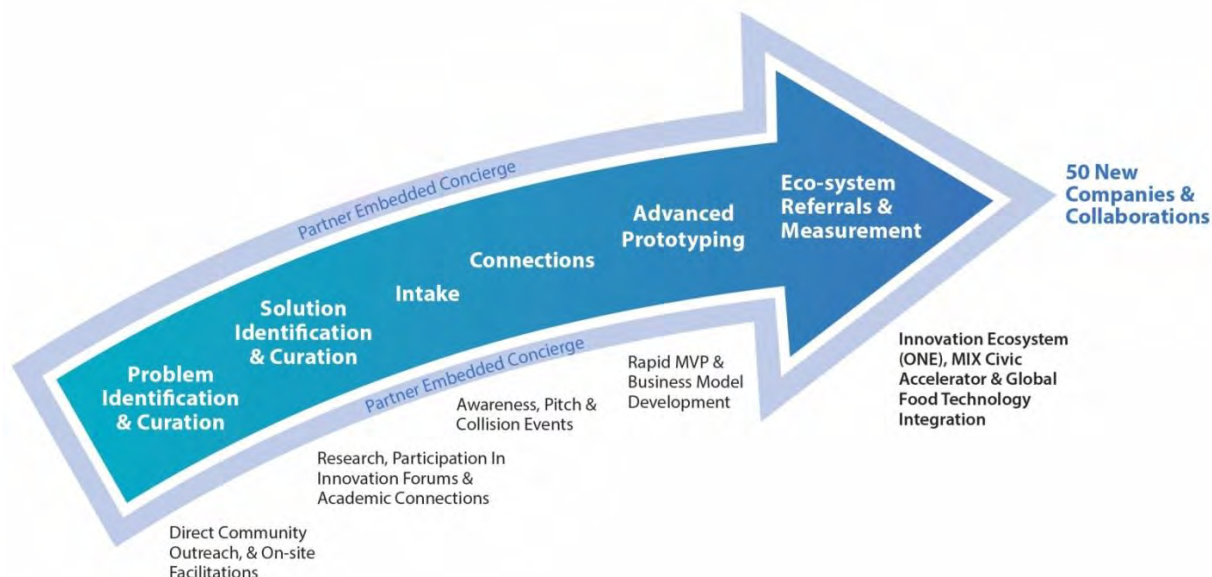 Partner Embedded Concierge
Problem
Identification
& Curation
Solution
Identification
& Curation
Intake
Connections
Advanced
Prototyping
Eco-system
Referrals &
Measurement
50 New
Companies &
Collaborations
Partner Embedded Concierge
Direct Community
Outreach, & On-site
Facilitations
Research, Participation In
Innovation Forums &
Academic Connections
Awareness, Pitch &
Collision Events
Rapid MVP &
Business Model
Development
Innovation Ecosystem
(ONE), MIX Civic
Accelerator & Global
Food Technology
Integration